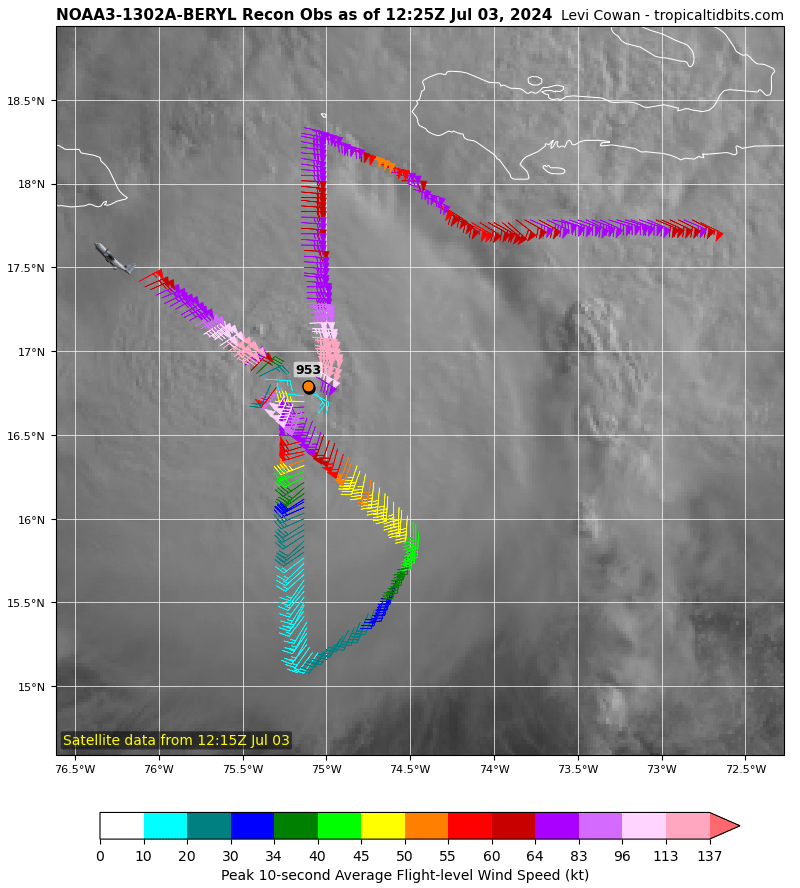 NOAA3-1302A-BERYL Recon Obs as of 12:25Z Jul 03, 2024 Levi Cowan - tropicaltidbits.com
18.5°N
18°N
17.5°N
17°N
953
16.5°N
16°N
15.5°N
15°N
Satellite data from 12:15Z Jul 03
76.5°W 76°W 75.5°W 75°W 74.5°W 74°W 73.5°W 73°W 72.5°W
0 10 20 30 34 40 45 50 55 60 64 83 96 113 137
Peak 10-second Average Flight-level Wind Speed (kt)